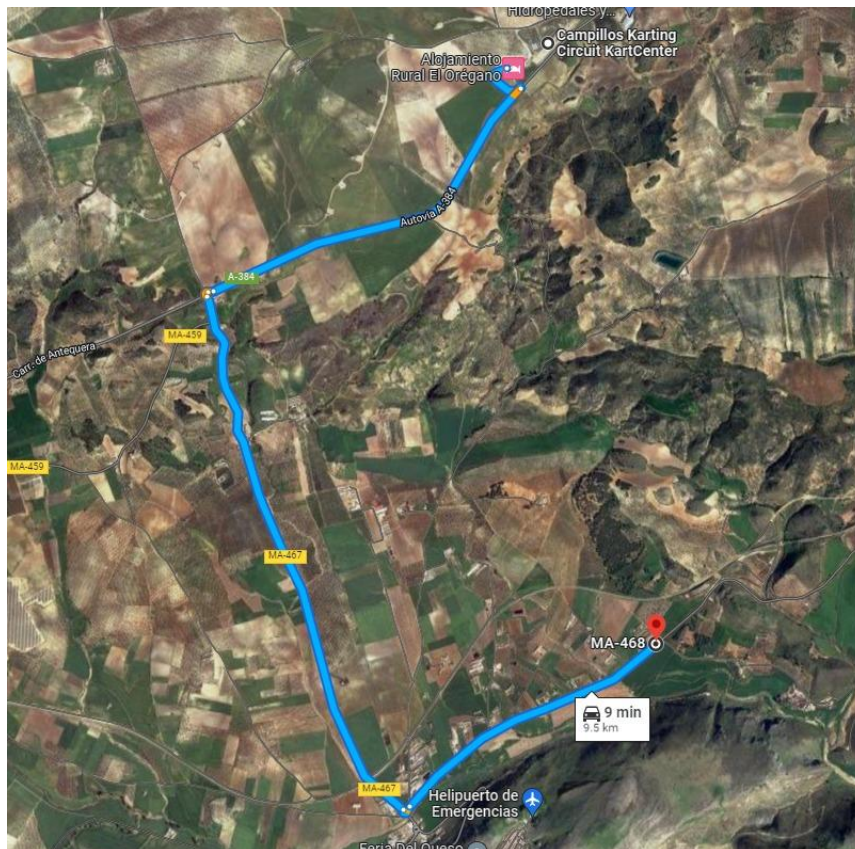 Hidropedales y...
Campillos Karting
Circuit KartCenter
Alojamiento
Rural El Orégano
Autovía A-384
A-384
MA-459
Carr. de Antequera
MA-459
MA-467
MA-468
9 min
9.5 km
MA-467
Helipuerto de
Emergencias
Feria Del Queso